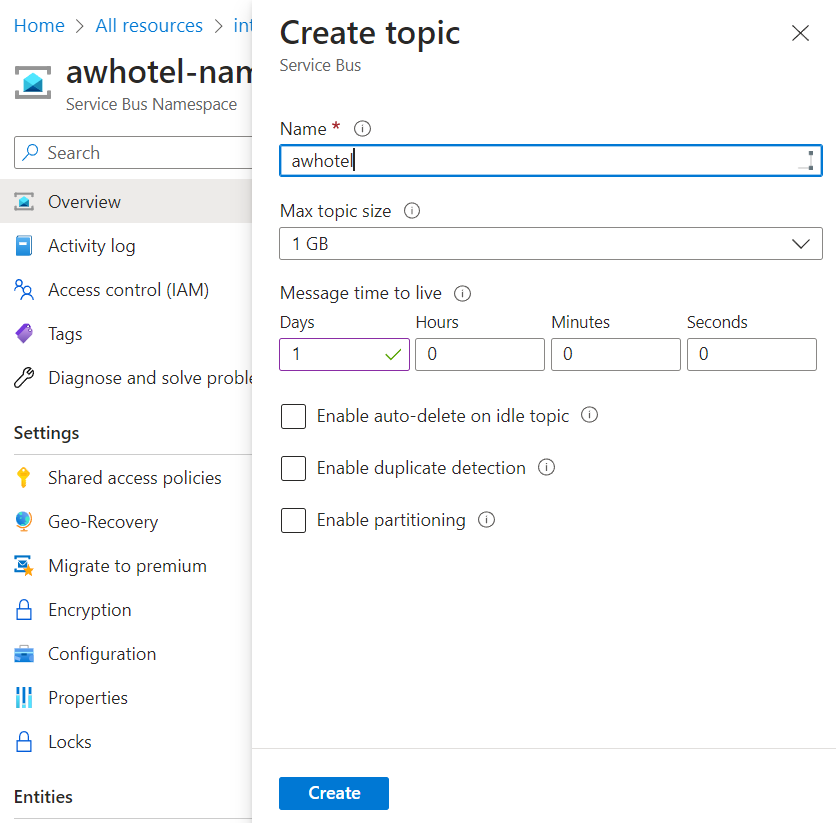 Home > All resources > int
awhotel-nam
Service Bus Namespace
Search
Overview
Activity log
Access control (IAM)
Tags
Diagnose and solve proble
Settings
Shared access policies
Geo-Recovery
Migrate to premium
Encryption
Configuration
Properties
Locks
Entities
Create topic
Service Bus
Name *
awhotel
Max topic size
1 GB
Message time to live
Days Hours Minutes Seconds
1 0 0 0
Enable auto-delete on idle topic
Enable duplicate detection
Enable partitioning
Create